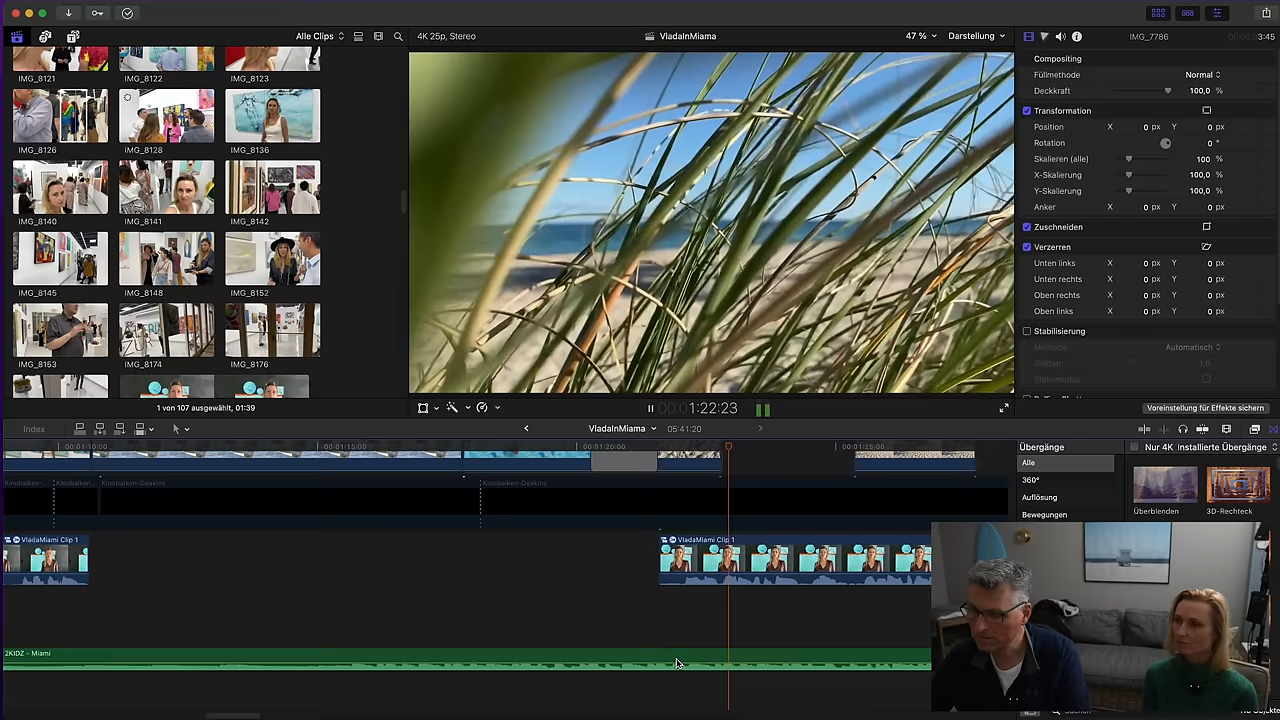 Alle Clips
4K 25p, Stereo
VladaInMiama
47 %
Darstellung
IMG_7786
3:45
IMG_8121
IMG_8122
IMG_8123
IMG_8126
IMG_8128
IMG_8136
IMG_8140
IMG_8141
IMG_8142
IMG_8145
IMG_8148
IMG_8152
IMG_8153
IMG_8174
IMG_8176
1 von 107 ausgewählt, 01:39
Compositing
Füllmethode Normal
Deckkraft 100,0 %
Transformation
Position X 0 px Y 0 px
Rotation 0 °
Skalieren (alle) 100 %
X-Skalierung 100,0 %
Y-Skalierung 100,0 %
Anker X 0 px Y 0 px
Zuschneiden
Verzerren
Unten links X 0 px Y 0 px
Unten rechts X 0 px Y 0 px
Oben rechts X 0 px Y 0 px
Oben links X 0 px Y 0 px
Stabilisierung
Methode Automatisch
Glätten 1,0
Stativmodus
00:01:22:23
Voreinstellung für Effekte sichern
Index
VladaInMiama
05:41:20
00:01:10:00
00:01:15:00
00:01:20:00
00:01:25:00
Kinobalken-
Kinobalken-
Kinobalken-Deakins
Kinobalken-Deakins
VladaMiami Clip 1
VladaMiami Clip 1
2KIDZ - Miami
Übergänge
Nur 4K
Installierte Übergänge
Alle
360°
Auflösung
Bewegungen
Überblenden
3D-Rechteck